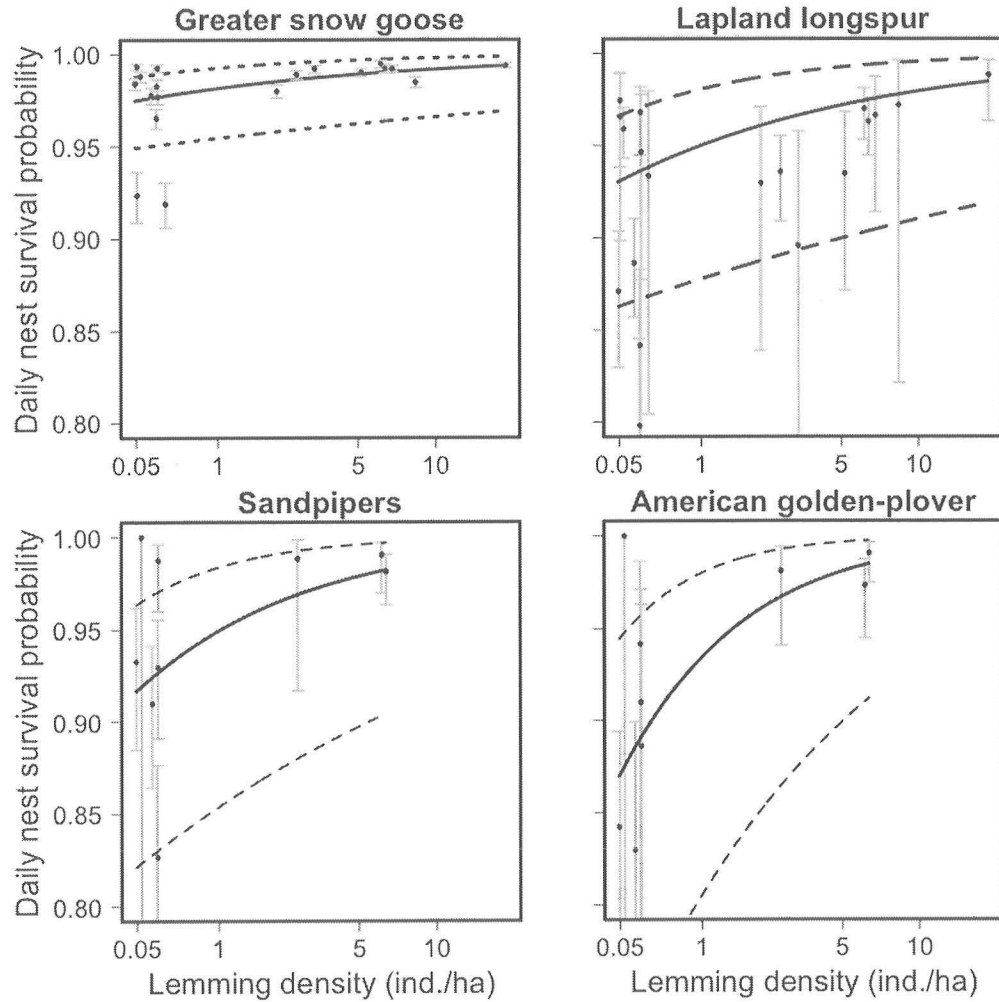 Greater snow goose
Lapland longspur
Daily nest survival probability
1.00
0.95
0.90
0.85
0.80
0.05 1 5 10
0.05 1 5 10
Sandpipers
American golden-plover
Daily nest survival probability
1.00
0.95
0.90
0.85
0.80
0.05 1 5 10
0.05 1 5 10
Lemming density (ind./ha)
Lemming density (ind./ha)